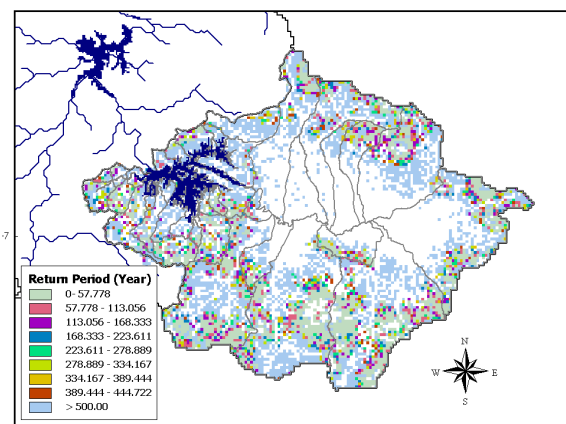 -7
Return Period (Year)
0- 57.778
57.778 - 113.056
113.056 - 168.333
168.333 - 223.611
223.611 - 278.889
278.889 - 334.167
334.167 - 389.444
389.444 - 444.722
> 500.00
N
W E
S